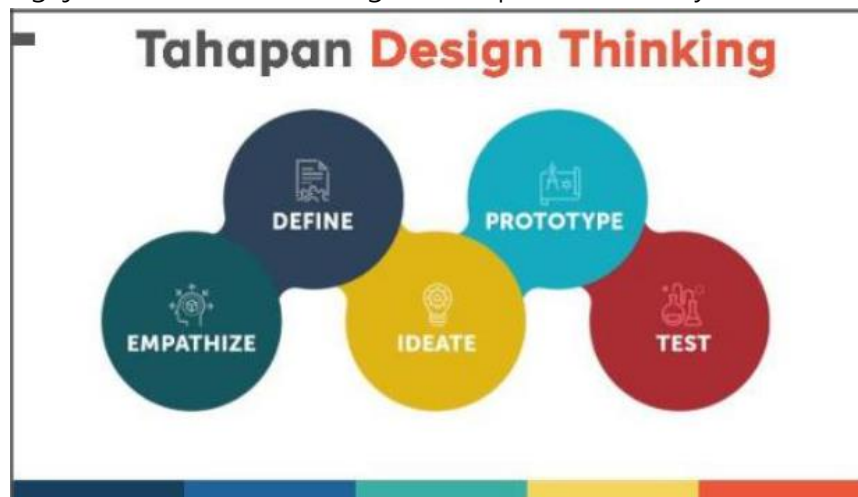 Tahapan Design Thinking
EMPATHIZE
DEFINE
IDEATE
PROTOTYPE
TEST